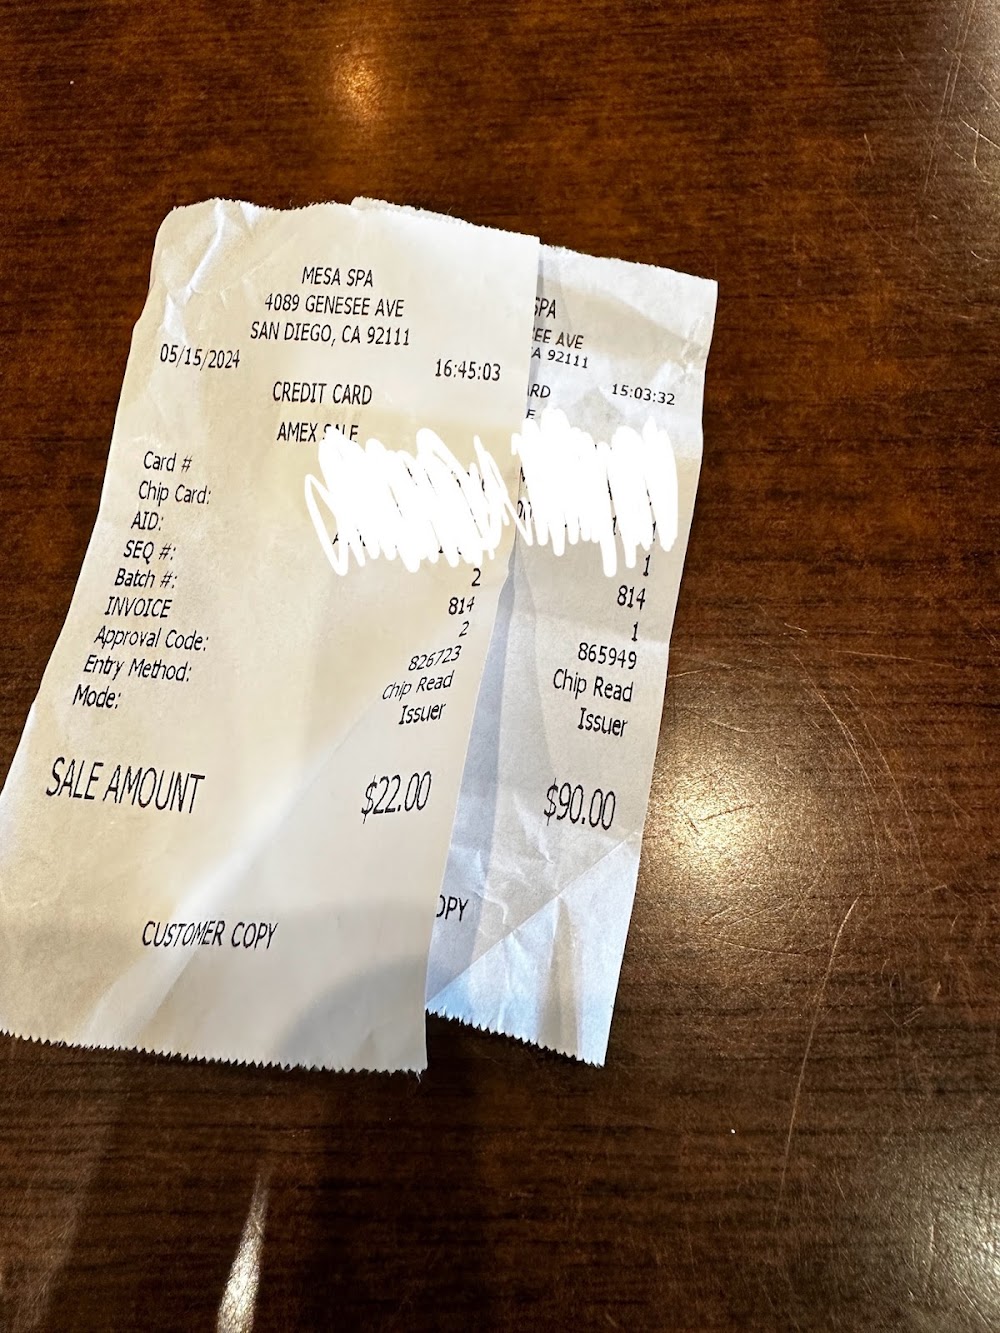 MESA SPA
4089 GENESEE AVE
SAN DIEGO, CA 92111
05/15/2024 16:45:03
CREDIT CARD
AMEX SALE
Card #
Chip Card:
AID:
SEQ #: 2
Batch #: 814
INVOICE 2
Approval Code: 826723
Entry Method: Chip Read
Mode: Issuer
SALE AMOUNT $22.00
CUSTOMER COPY
SPA
EE AVE
A 92111
RD 15:03:32
E
1
814
1
865949
Chip Read
Issuer
$90.00
OPY